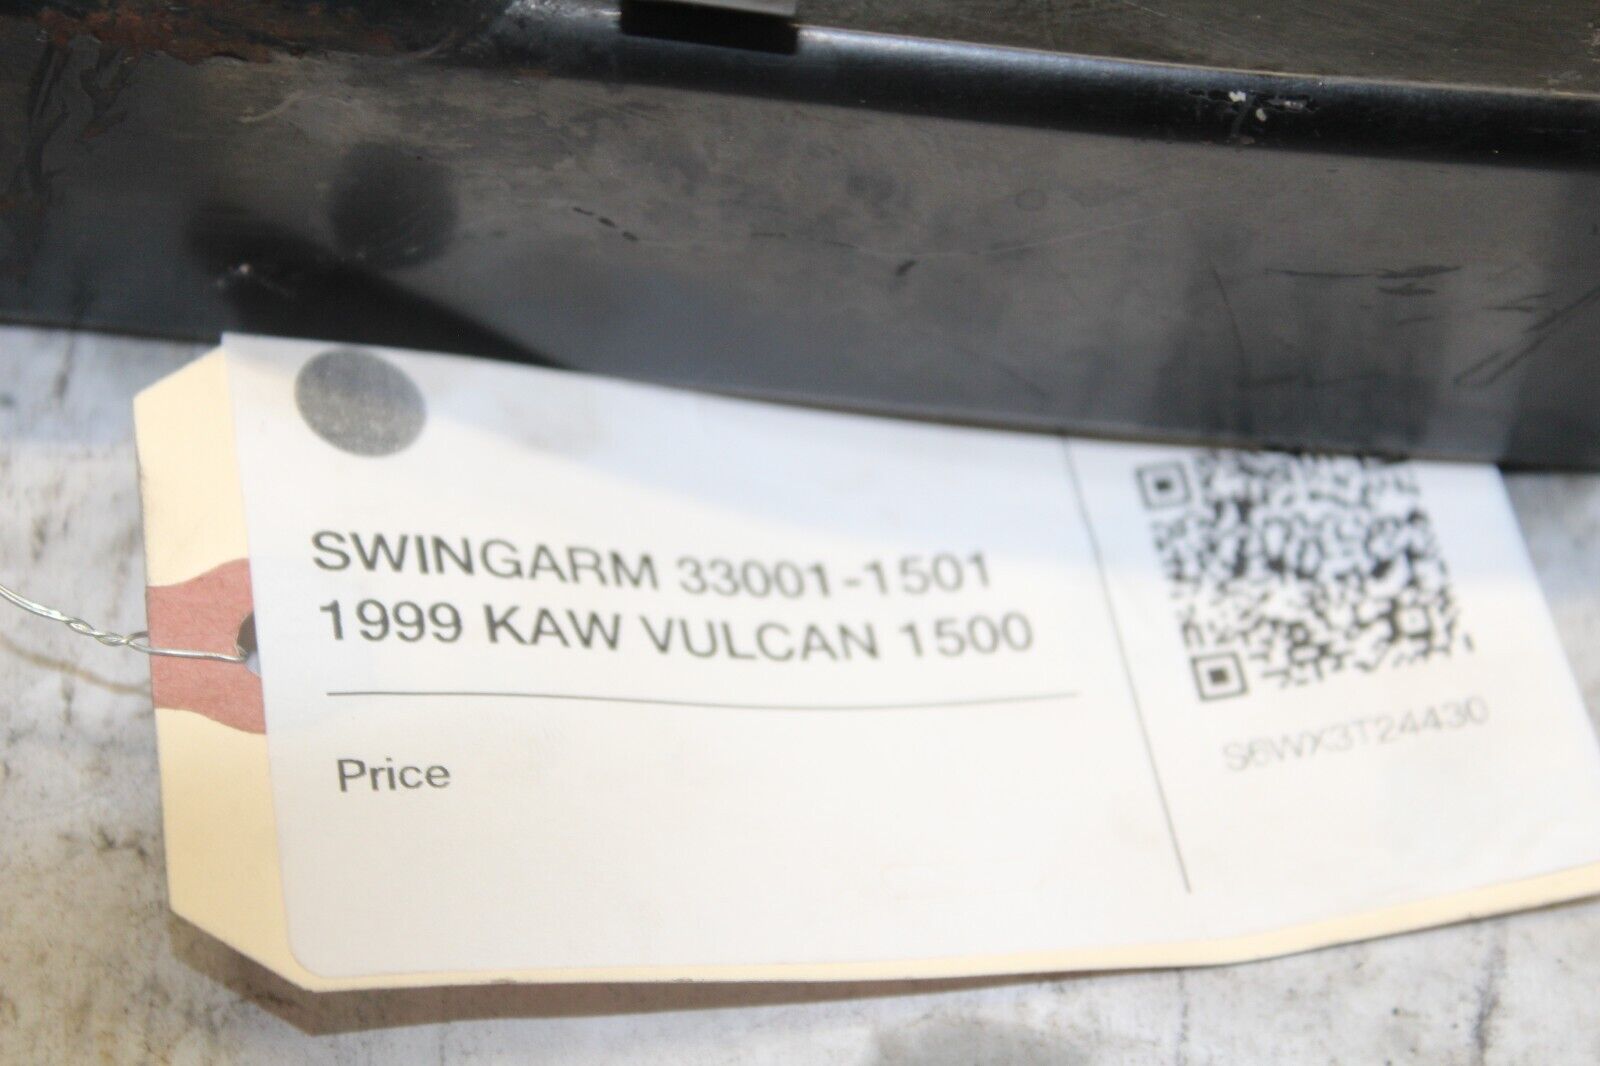 SWINGARM 33001-1501
1999 KAW VULCAN 1500
Price
S6WX3T24430